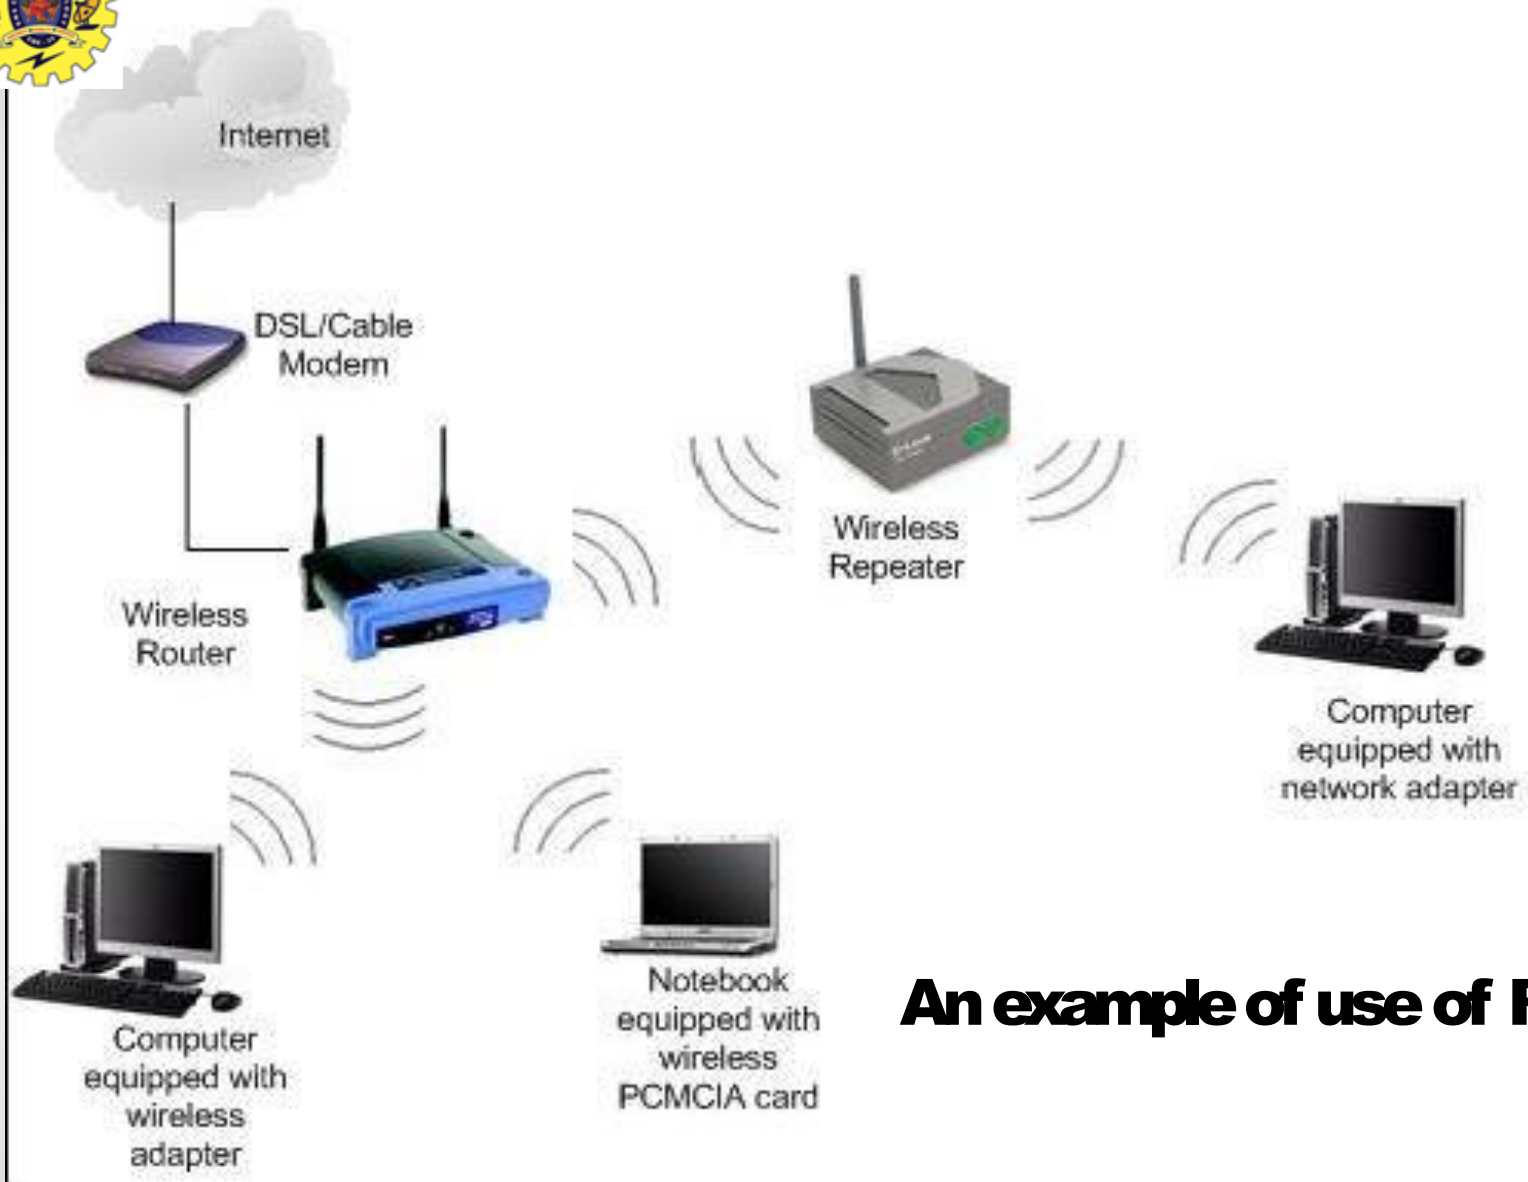 Internet
DSL/Cable
Modem
Wireless
Router
D-Link
Wireless
Repeater
Computer
equipped with
network adapter
Computer
equipped with
wireless
adapter
Notebook
equipped with
wireless
PCMCIA card
An example of use of